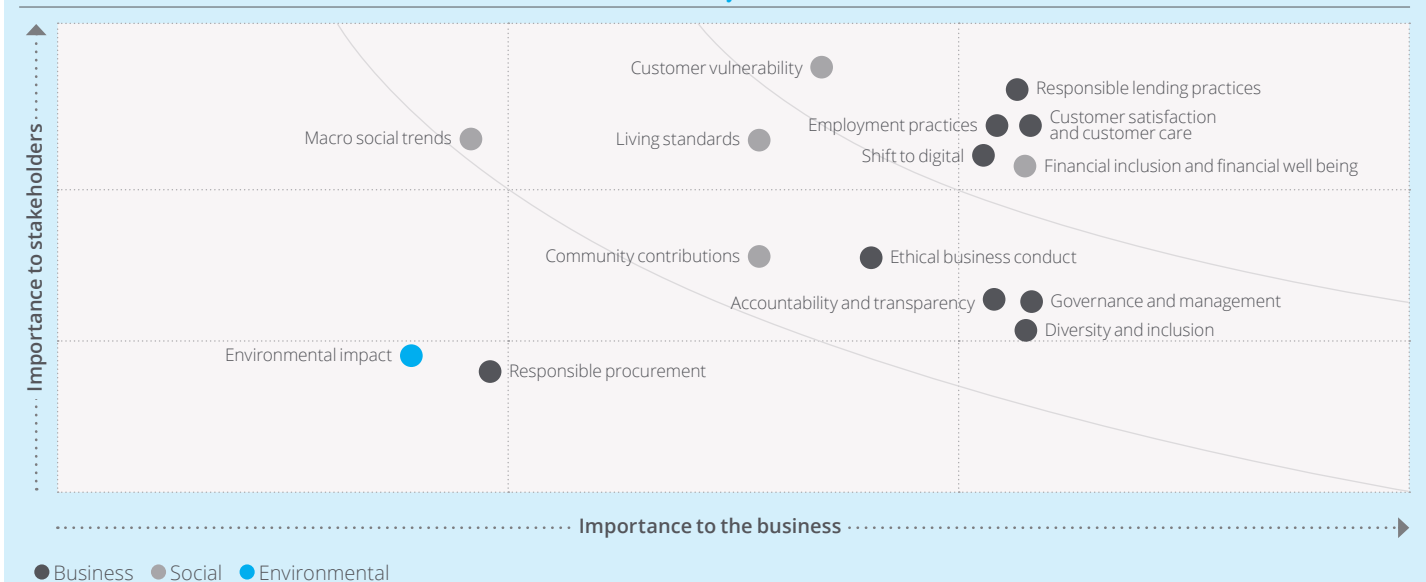 Importance to stakeholders
Customer vulnerability
Responsible lending practices
Employment practices
Customer satisfaction
and customer care
Macro social trends
Living standards
Shift to digital
Financial inclusion and financial well being
Community contributions
Ethical business conduct
Accountability and transparency
Governance and management
Diversity and inclusion
Environmental impact
Responsible procurement
Importance to the business
Business
Social
Environmental